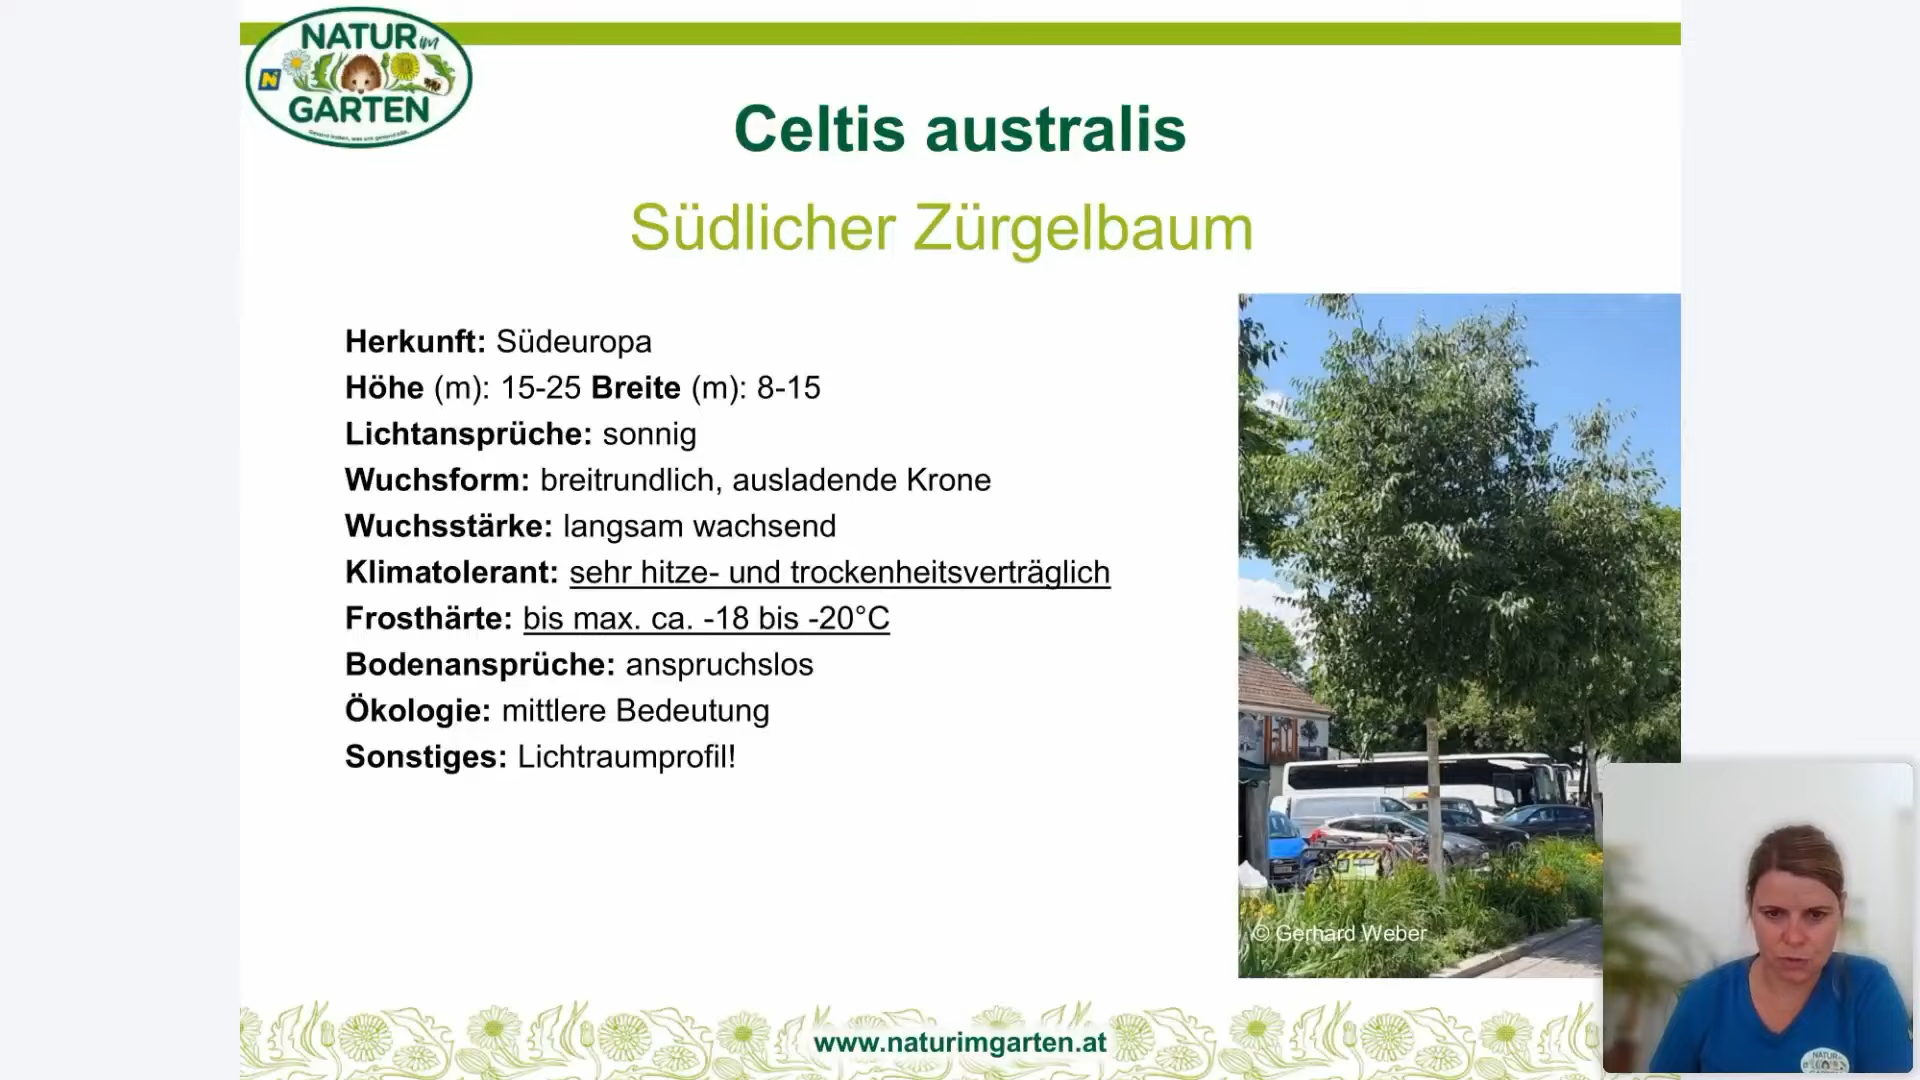 NATUR im
GARTEN
Celtis australis
Südlicher Zürgelbaum
Herkunft: Südeuropa
Höhe (m): 15-25 Breite (m): 8-15
Lichtansprüche: sonnig
Wuchsform: breitrundlich, ausladende Krone
Wuchsstärke: langsam wachsend
Klimatolerant: sehr hitze- und trockenheitsverträglich
Frosthärte: bis max. ca. -18 bis -20°C
Bodenansprüche: anspruchslos
Ökologie: mittlere Bedeutung
Sonstiges: Lichtraumprofil!
© Gerhard Weber
www.naturimgarten.at
NATUR